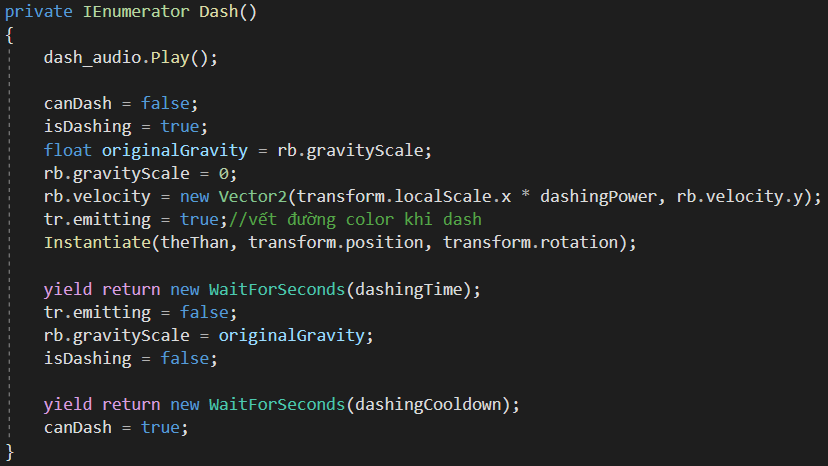 private IEnumerator Dash()
{
dash_audio.Play();
canDash = false;
isDashing = true;
float originalGravity = rb.gravityScale;
rb.gravityScale = 0;
rb.velocity = new Vector2(transform.localScale.x * dashingPower, rb.velocity.y);
tr.emitting = true;//vết đường color khi dash
Instantiate(theThan, transform.position, transform.rotation);
yield return new WaitForSeconds(dashingTime);
tr.emitting = false;
rb.gravityScale = originalGravity;
isDashing = false;
yield return new WaitForSeconds(dashingCooldown);
canDash = true;
}